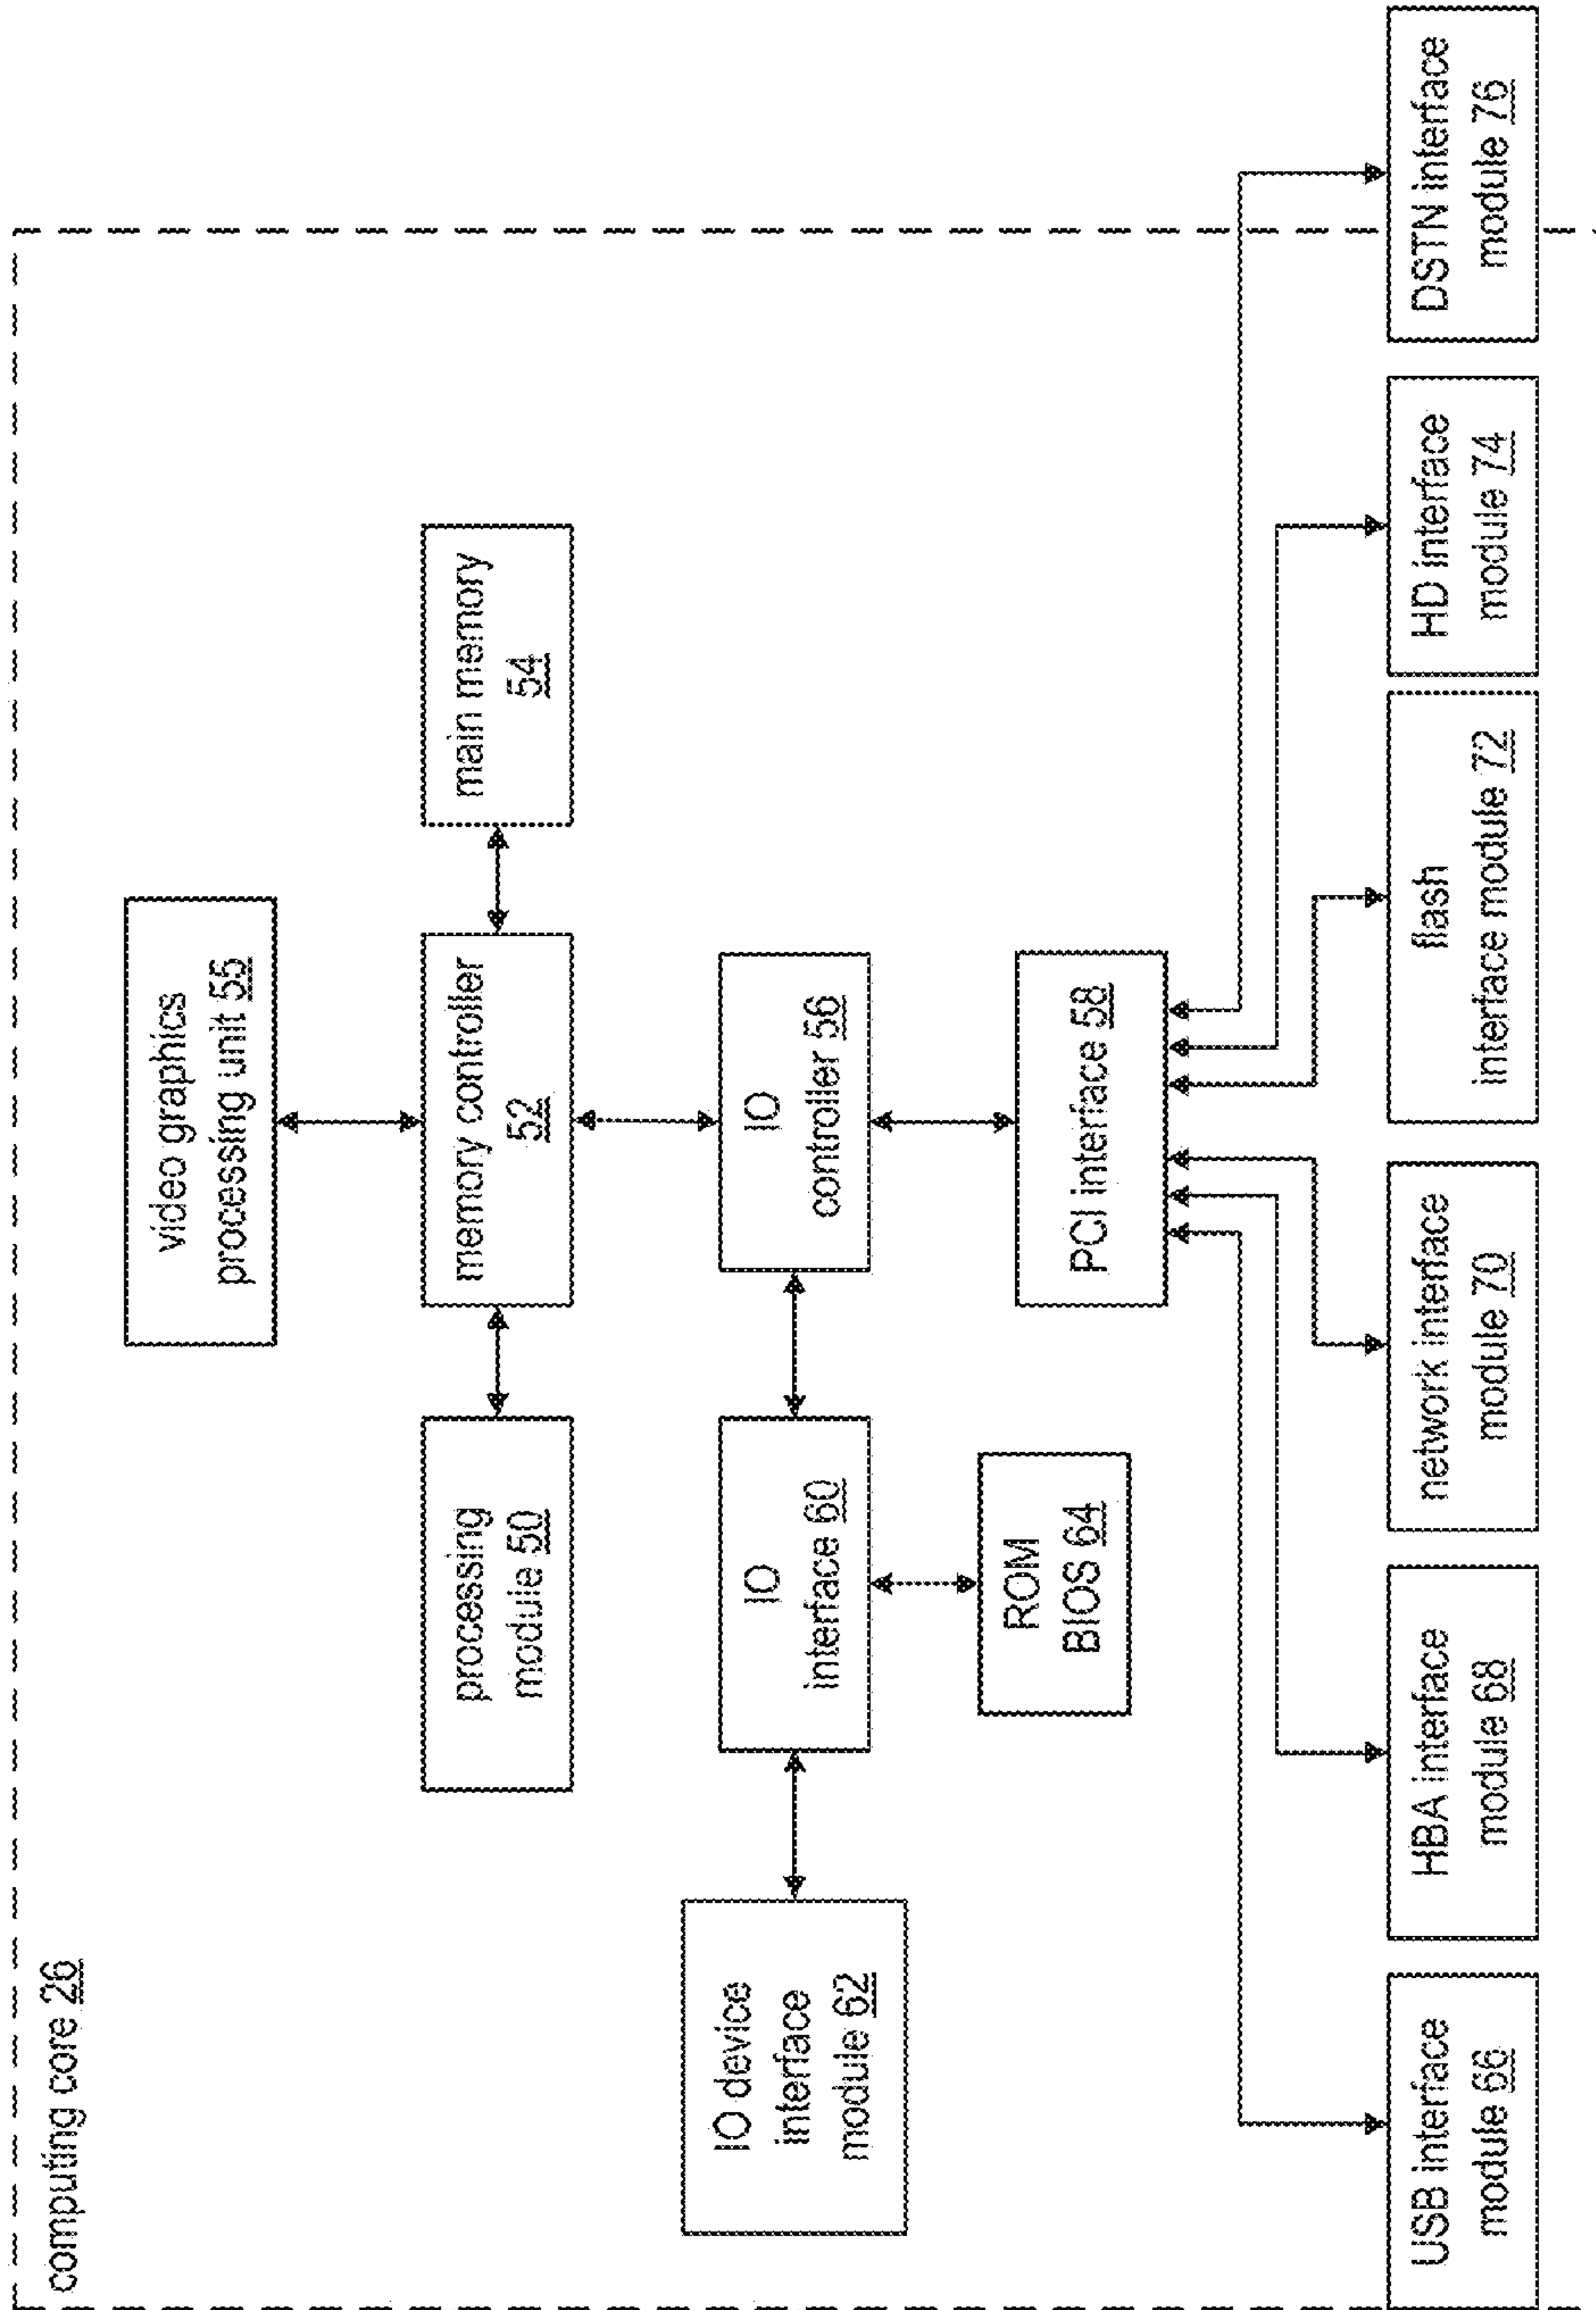 computing core 26
video graphics
processing unit 55
processing
module 50
memory controller
52
main memory
54
IO device
interface
module 62
IO
interface 60
IO
controller 56
ROM
BIOS 64
PCI interface 58
USB interface
module 66
HBA interface
module 68
network interface
module 70
flash
interface module 72
HD interface
module 74
DSTN interface
module 76